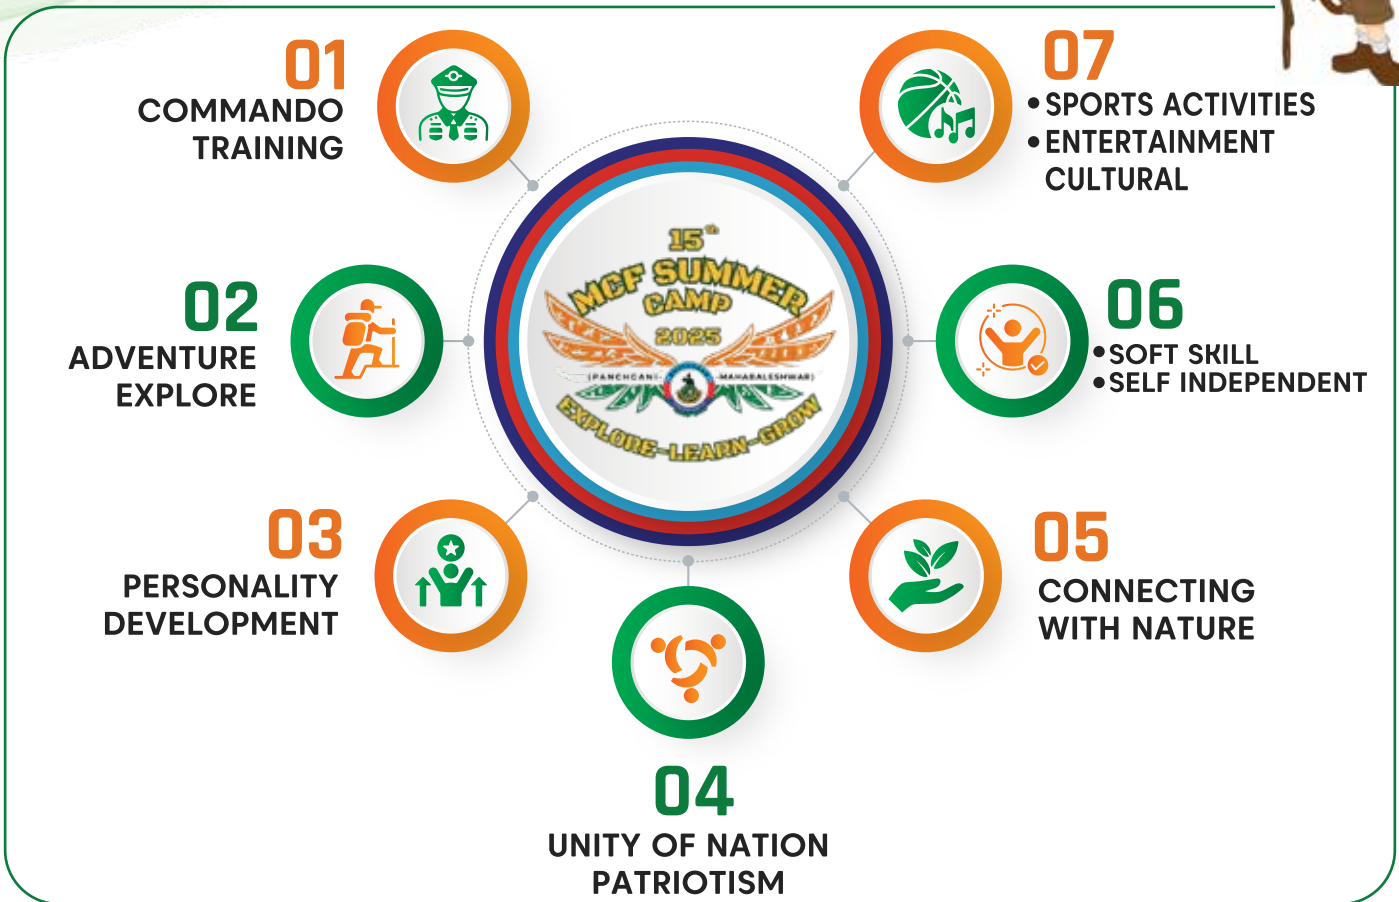 01
COMMANDO
TRAINING
02
ADVENTURE
EXPLORE
03
PERSONALITY
DEVELOPMENT
04
UNITY OF NATION
PATRIOTISM
05
CONNECTING
WITH NATURE
06
•SOFT SKILL
•SELF INDEPENDENT
07
•SPORTS ACTIVITIES
•ENTERTAINMENT
CULTURAL
15th
MCF SUMMER
CAMP
2025
(PANCHGANI- MAHABALESHWAR)
EXPLORE-LEARN-GROW